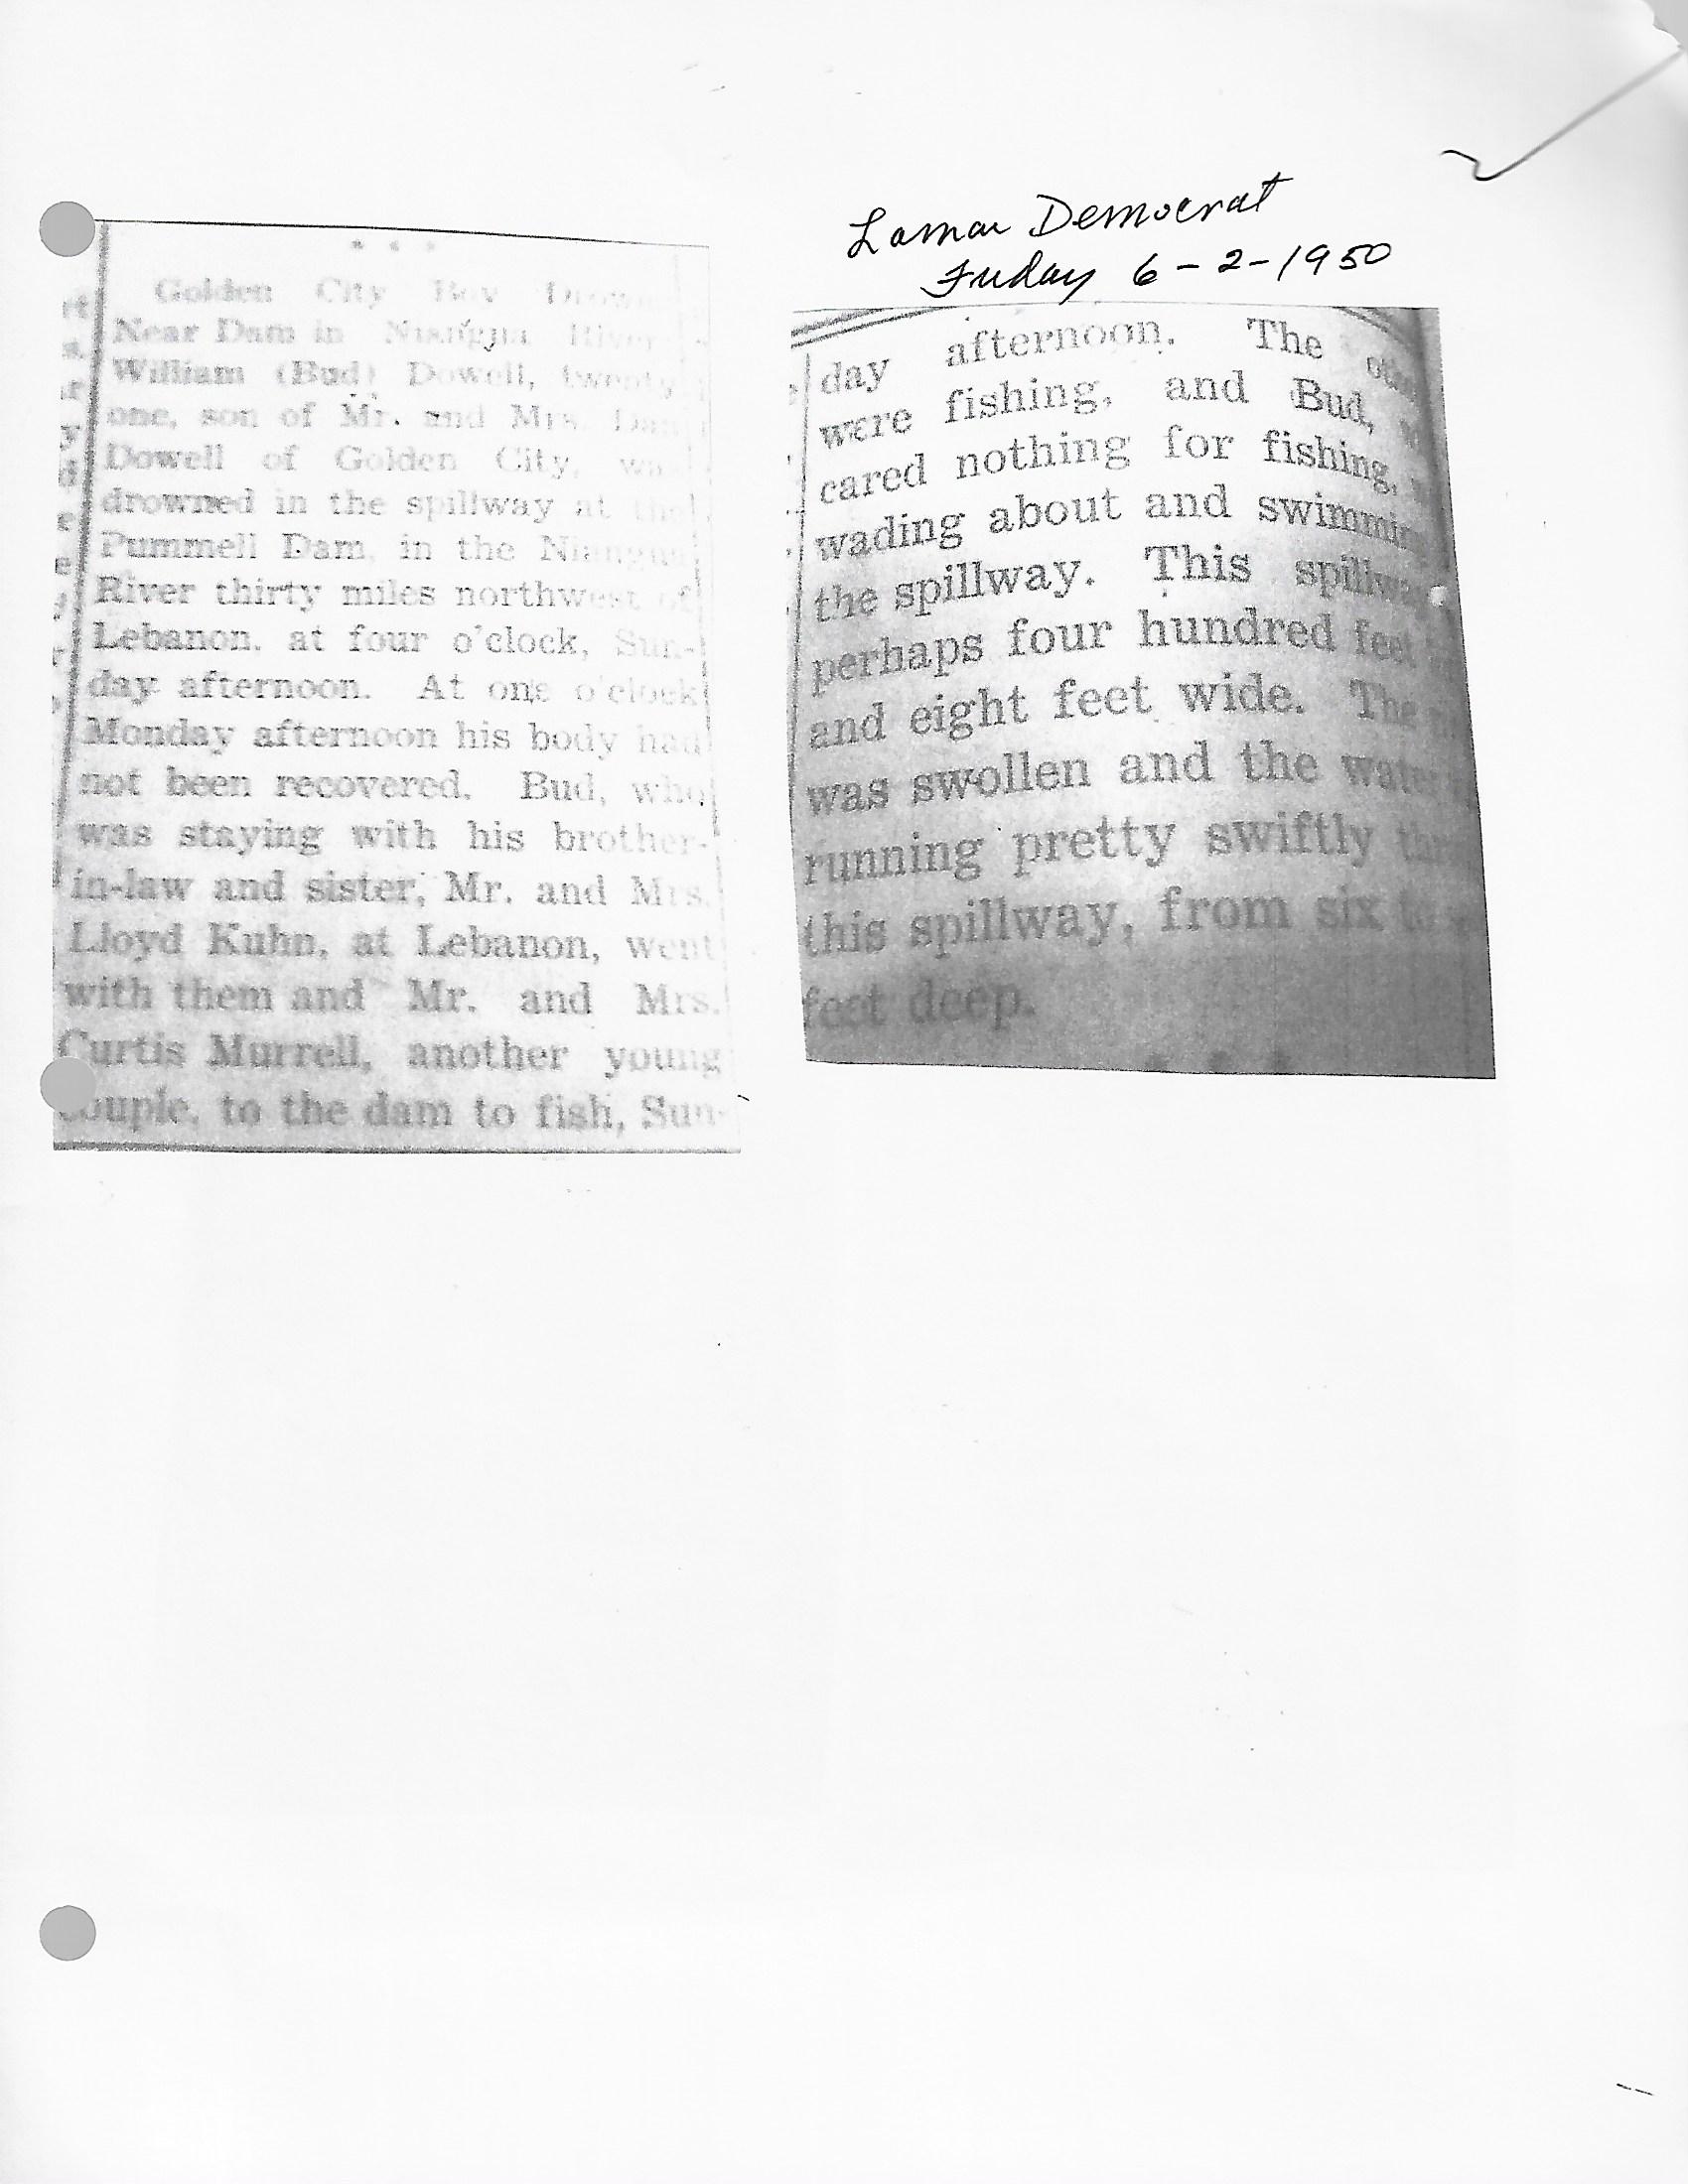 Lamar Democrat
Friday 6-2-1950
Golden City Boy
Near Dam in Niangua River
William (Bud) Dowell, twenty
one, son of Mr. and Mrs.
Dowell of Golden City,
drowned in the spillway at the
Pummell Dam, in the Niangua
River thirty miles northwest of
Lebanon. at four o'clock, Sun-
day afternoon. At one o'clock
Monday afternoon his body had
not been recovered. Bud, who
was staying with his brother-
in-law and sister, Mr. and Mrs.
Lloyd Kuhn, at Lebanon, went
with them and Mr. and Mrs.
Curtis Murrell, another young
couple, to the dam to fish, Sun-
day afternoon. The
were fishing, and Bud,
cared nothing for fishing,
wading about and
the spillway. This spillway
perhaps four hundred feet
and eight feet wide. The
was swollen and the
running pretty swiftly
this spillway, from six to
feet deep.